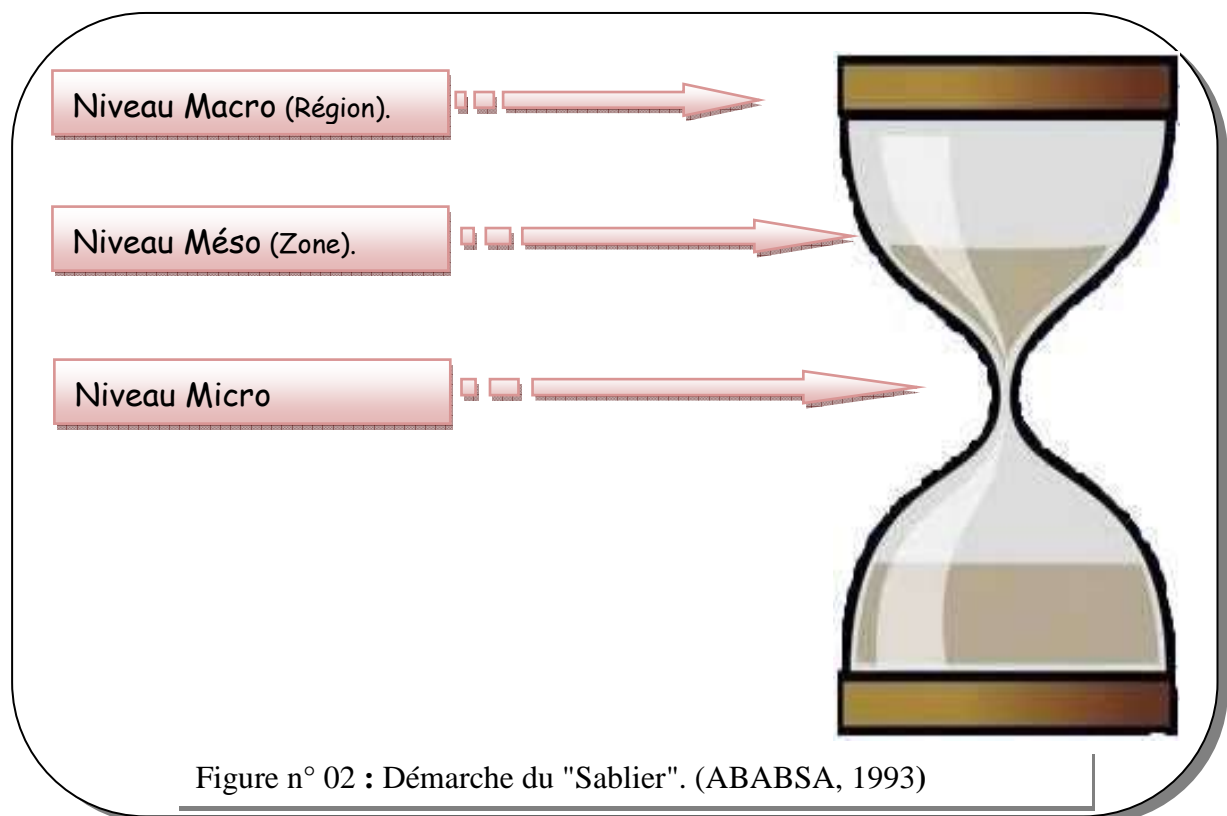 Niveau Macro (Région).
Niveau Méso (Zone).
Niveau Micro
Figure n° 02 : Démarche du "Sablier". (ABABSA, 1993)